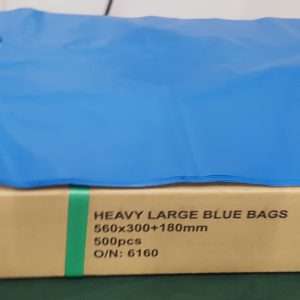 HEAVY LARGE BLUE BAGS
560x300+180mm
500pcs
O/N: 6160